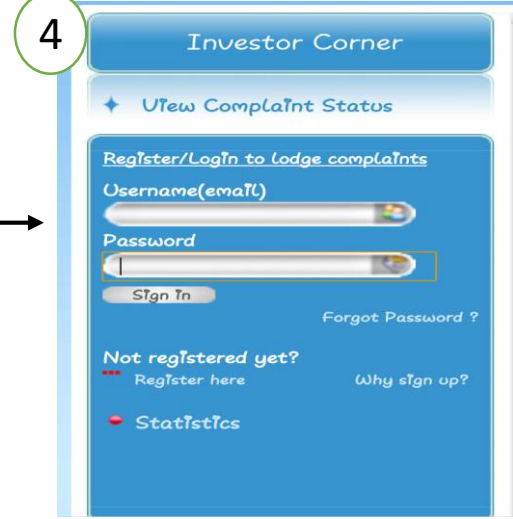 4
Investor Corner
View Complaint Status
Register/Login to lodge complaints
Username(email)
Password
Sign in
Forgot Password ?
Not registered yet?
Register here Why sign up?
Statistics